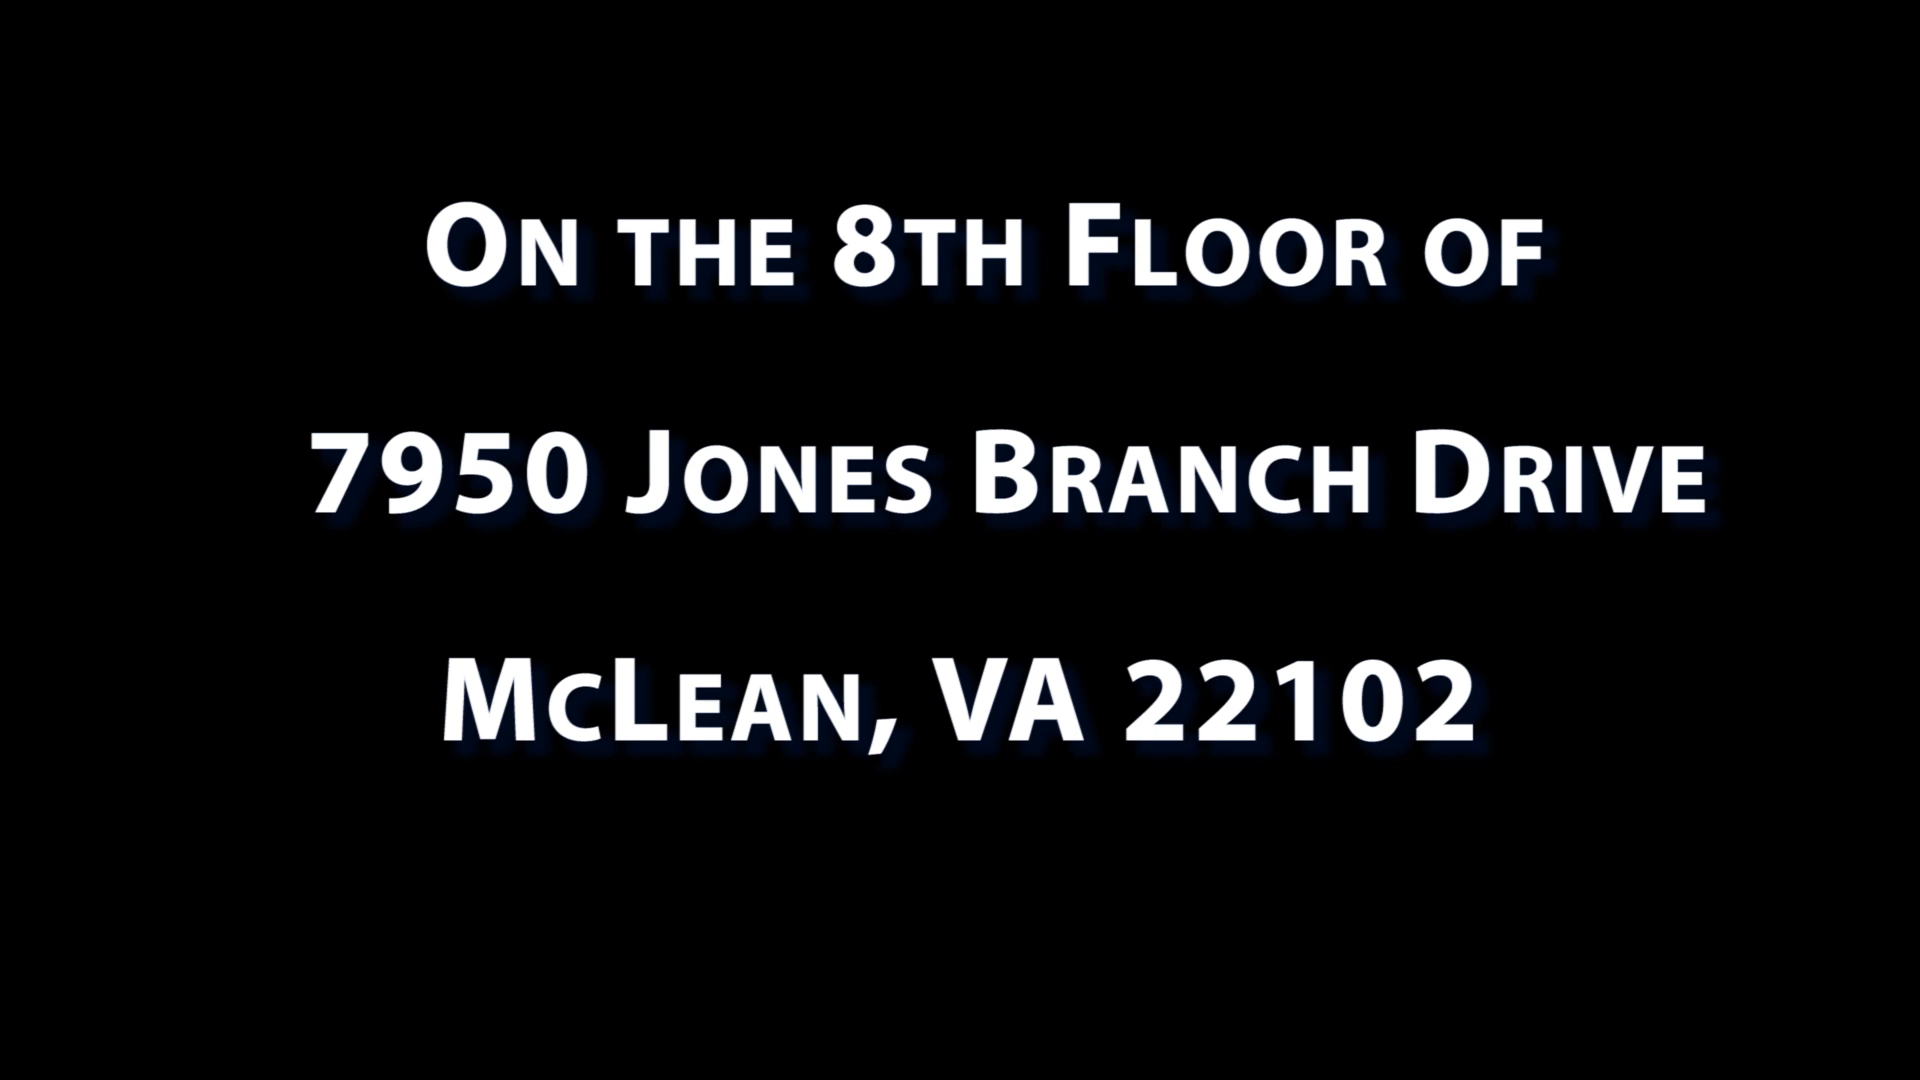 On the 8th Floor of
7950 Jones Branch Drive
McLean, VA 22102